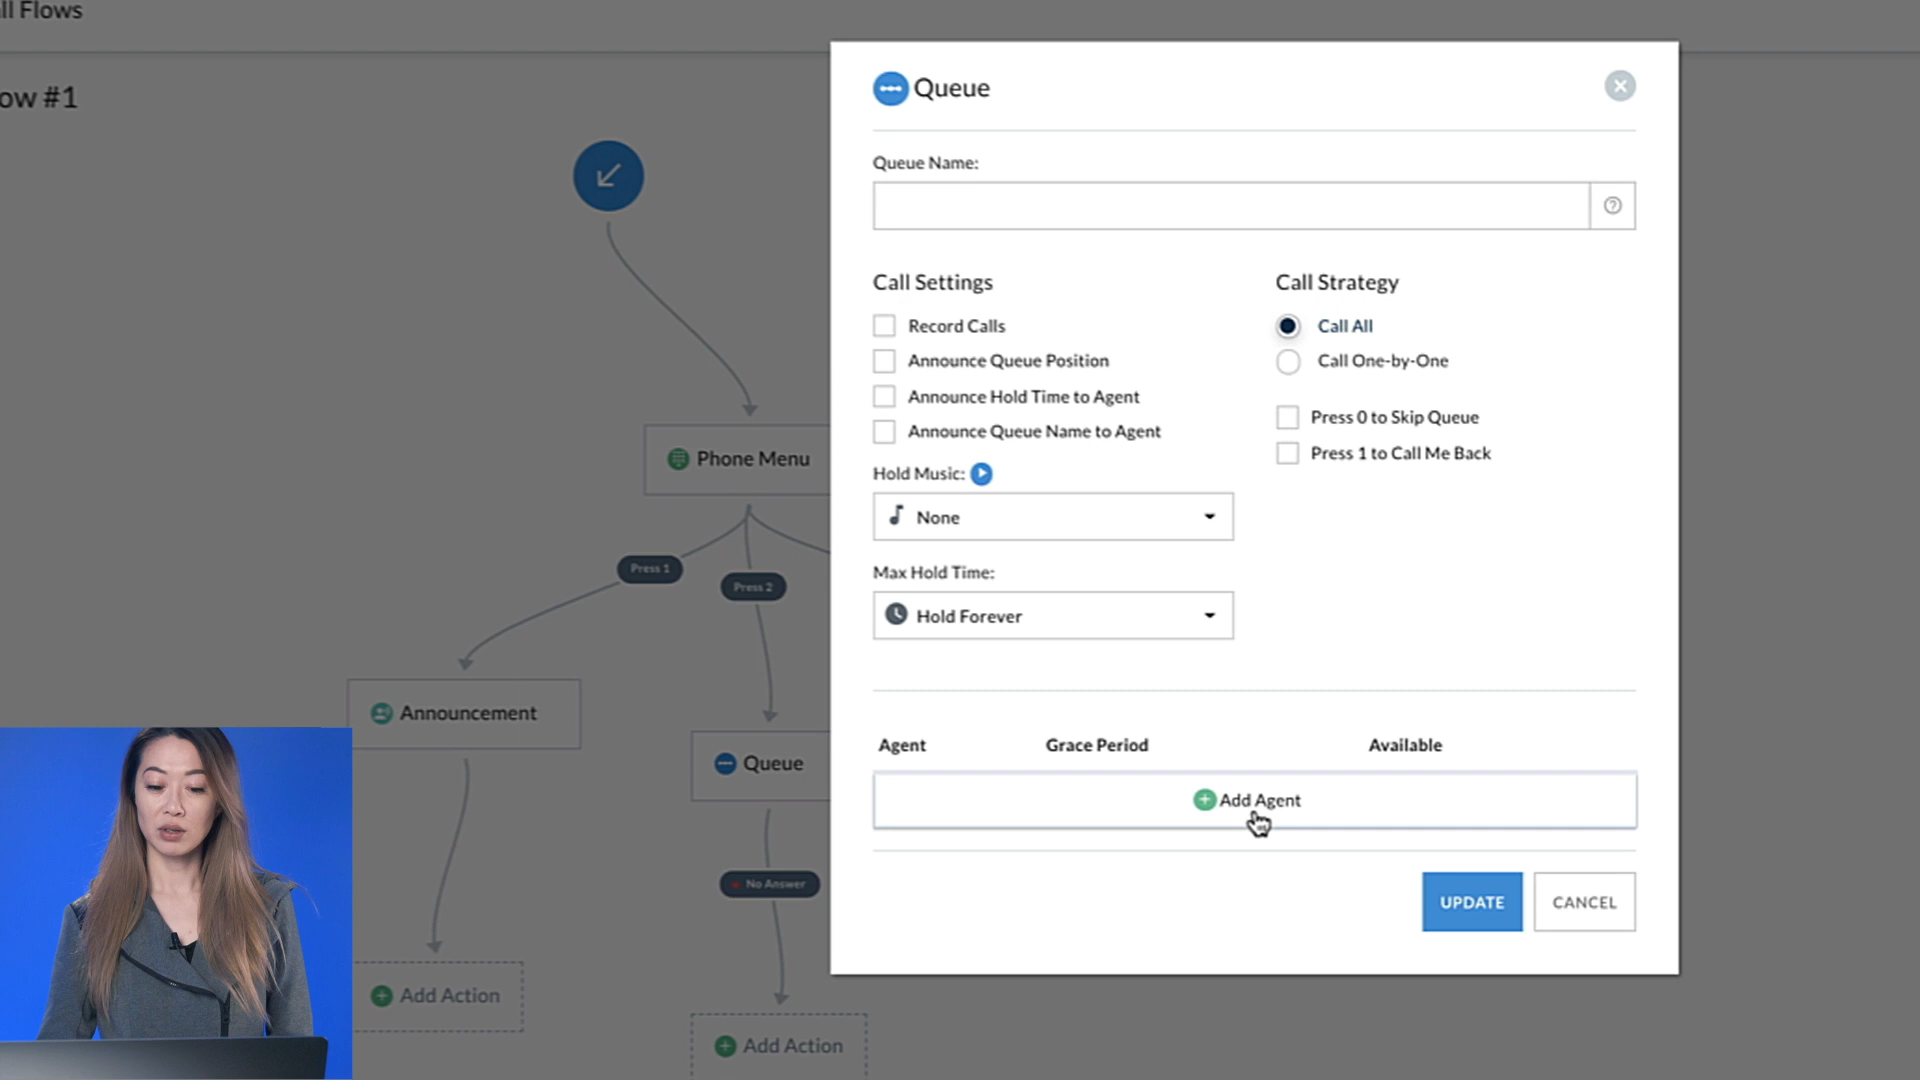 ll Flows
ow #1
Queue
Queue Name:
Call Settings
Record Calls
Announce Queue Position
Announce Hold Time to Agent
Announce Queue Name to Agent
Hold Music:
None
Max Hold Time:
Hold Forever
Call Strategy
Call All
Call One-by-One
Press 0 to Skip Queue
Press 1 to Call Me Back
Agent Grace Period Available
Add Agent
UPDATE CANCEL
Phone Menu
Press 1
Press 2
Announcement
Queue
No Answer
Add Action
Add Action